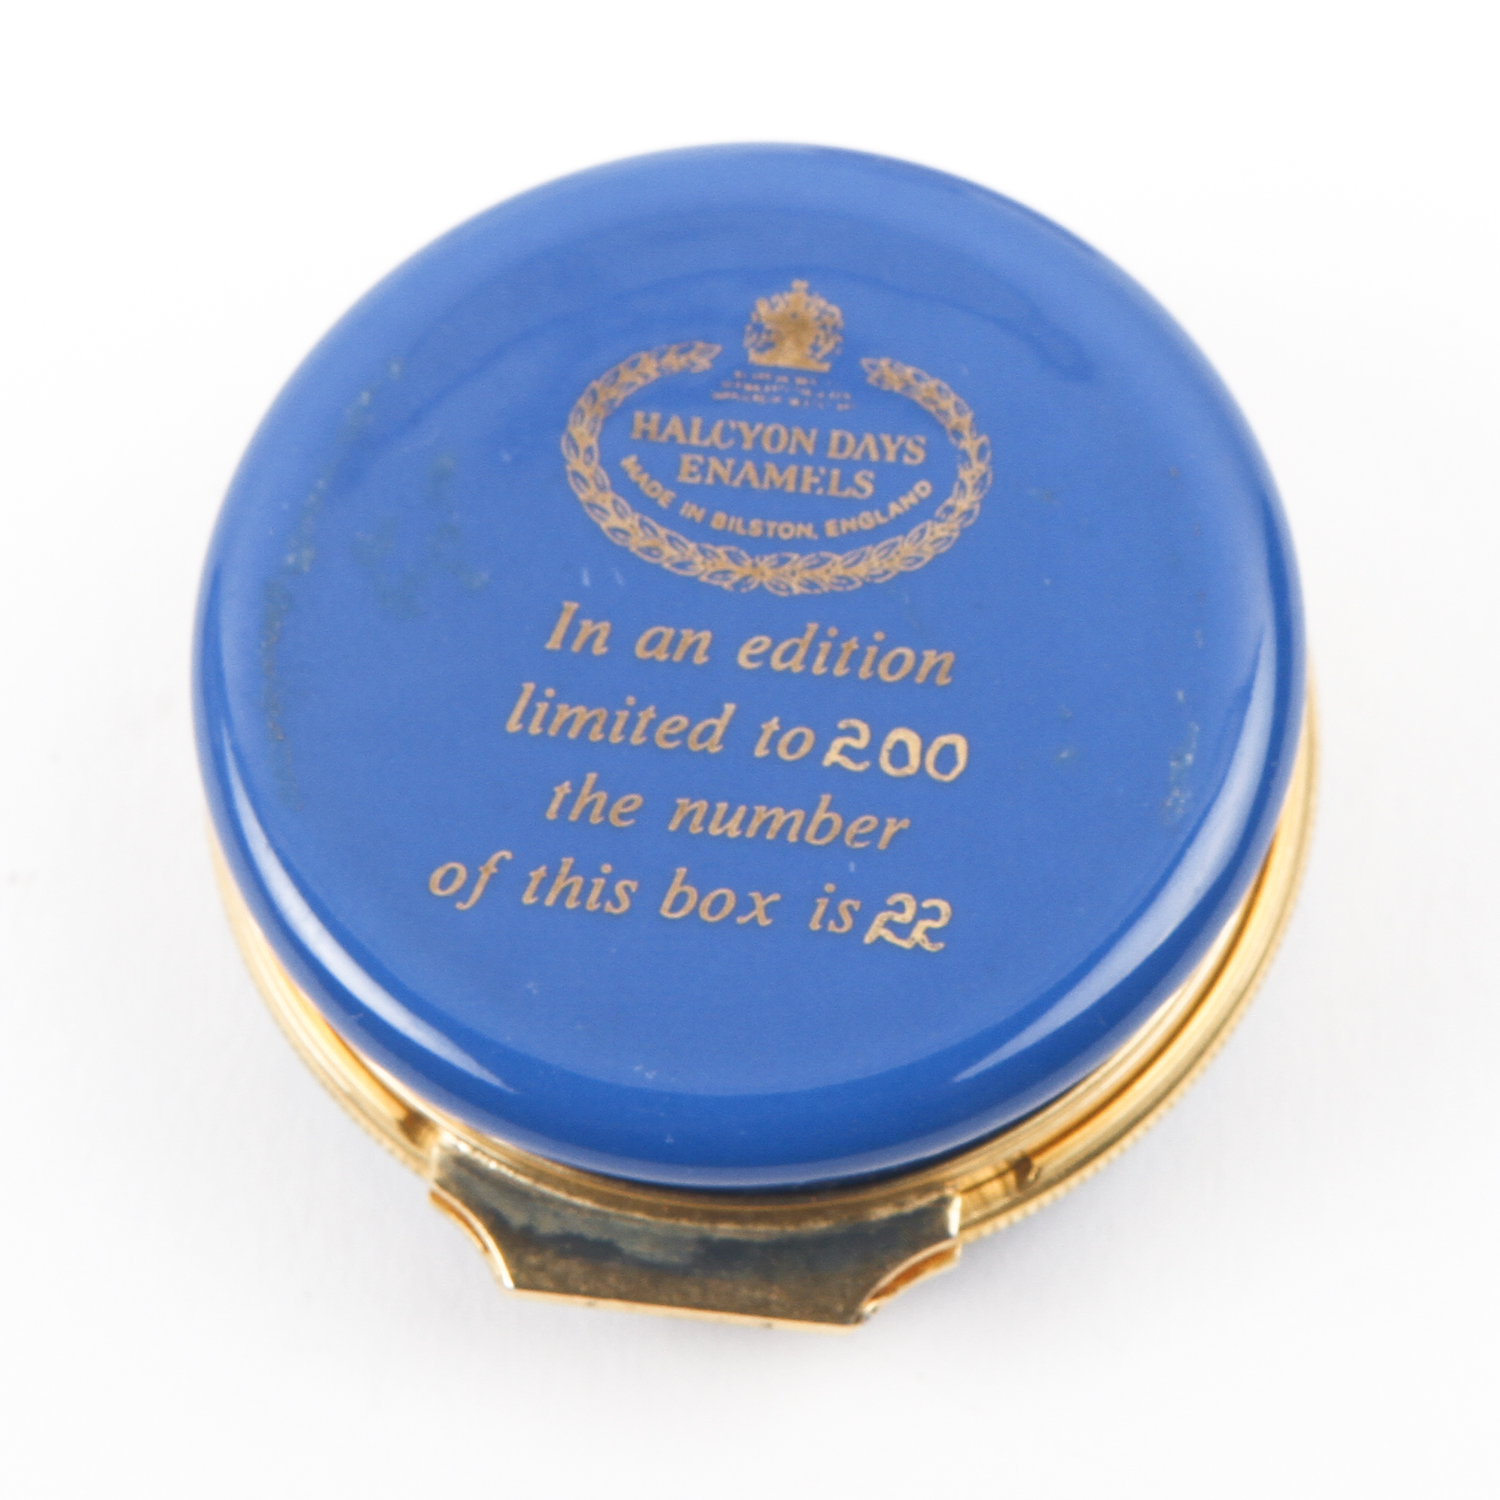 HALCYON DAYS
ENAMELS
MADE IN BILSTON, ENGLAND
In an edition
limited to 200
the number
of this box is 22